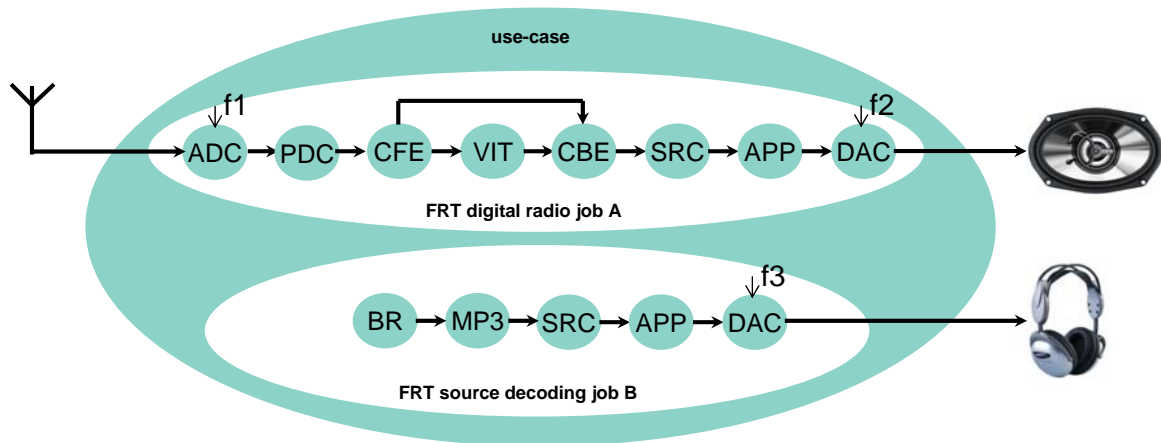 use-case
f1
f2
ADC PDC CFE VIT CBE SRC APP DAC
FRT digital radio job A
f3
BR MP3 SRC APP DAC
FRT source decoding job B